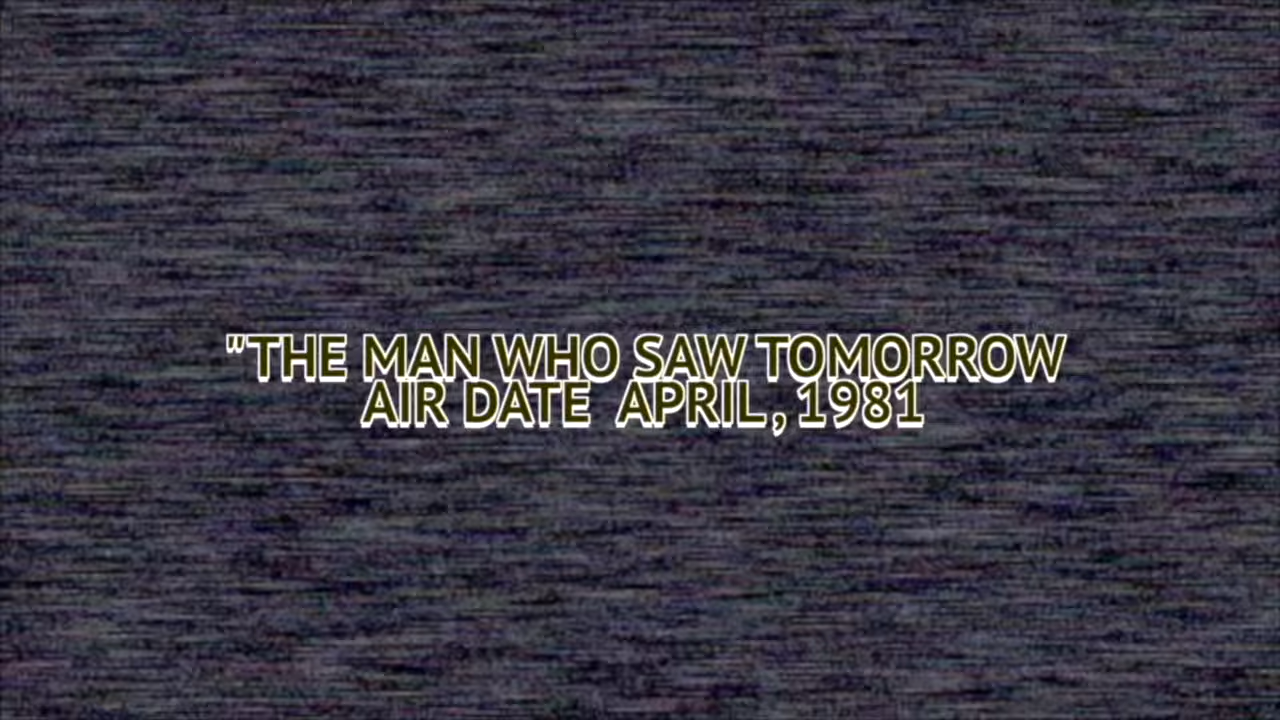 "THE MAN WHO SAW TOMORROW
AIR DATE APRIL, 1981